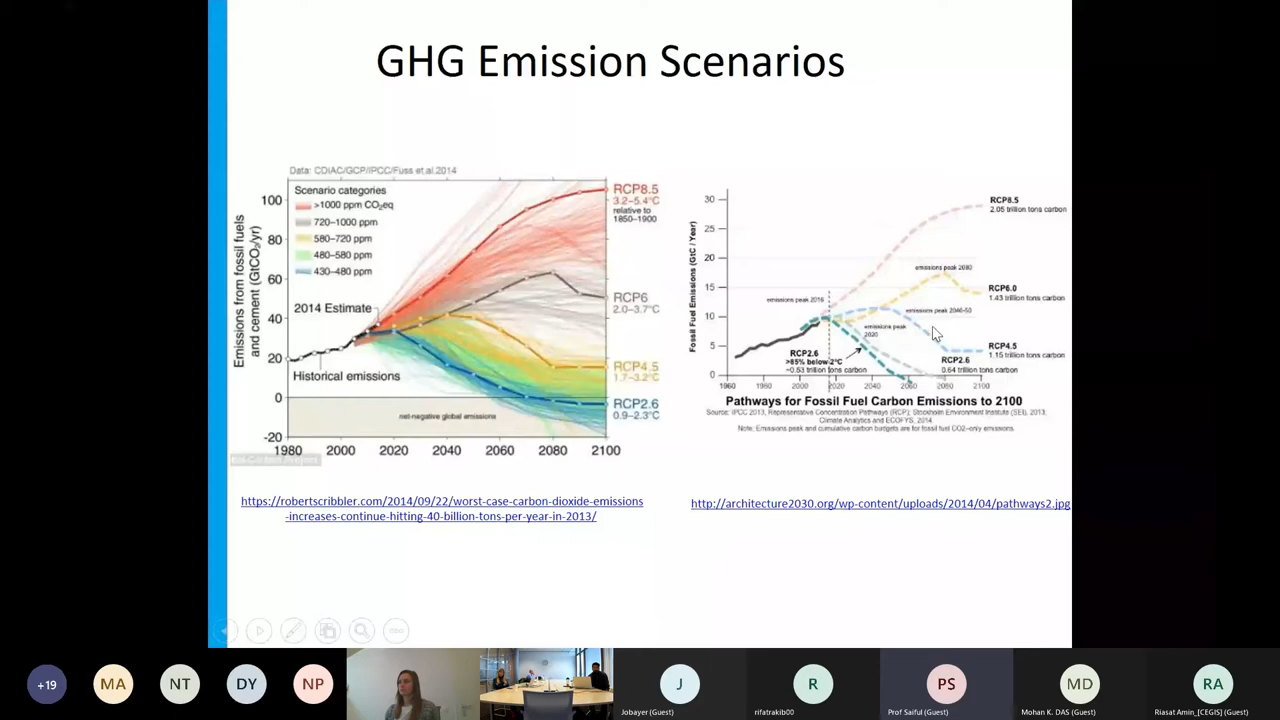 GHG Emission Scenarios
Data: CDIAC/GCP/IPCC/Fuss et al 2014
Emissions from fossil fuels
and cement (GtCO₂/yr)
100
80
60
40
20
0
-20
1980
2000
2020
2040
2060
2080
2100
Scenario categories
>1000 ppm CO₂eq
720–1000 ppm
580–720 ppm
480–580 ppm
430–480 ppm
2014 Estimate
Historical emissions
net-negative global emissions
RCP8.5
3.2–5.4°C
relative to
1850–1900
RCP6
2.0–3.7°C
RCP4.5
1.7–3.2°C
RCP2.6
0.9–2.3°C
https://robertscribbler.com/2014/09/22/worst-case-carbon-dioxide-emissions
-increases-continue-hitting-40-billion-tons-per-year-in-2013/
Fossil Fuel Emissions (GtC / Year)
30
25
20
15
10
5
0
1960
1980
2000
2020
2040
2060
2080
2100
RCP8.5
2.05 trillion tons carbon
emissions peak 2080
RCP6.0
1.43 trillion tons carbon
emissions peak 2016
emissions peak 2040-50
emissions peak
2020
RCP4.5
1.15 trillion tons carbon
RCP2.6
0.64 trillion tons carbon
RCP2.6
>85% below 2°C
~0.53 trillion tons carbon
Pathways for Fossil Fuel Carbon Emissions to 2100
Source: IPCC 2013, Representative Concentration Pathways (RCP); Stockholm Environment Institute (SEI), 2013;
Climate Analytics and ECOFYS, 2014.
Note: Emissions peak and cumulative carbon budgets are for fossil fuel CO2-only emissions.
http://architecture2030.org/wp-content/uploads/2014/04/pathways2.jpg
+19
MA
NT
DY
NP
J
Jobayer (Guest)
R
rifatrakib00
PS
Prof Saiful (Guest)
MD
Mohan K. DAS (Guest)
RA
Riasat Amin_[CEGIS] (Guest)